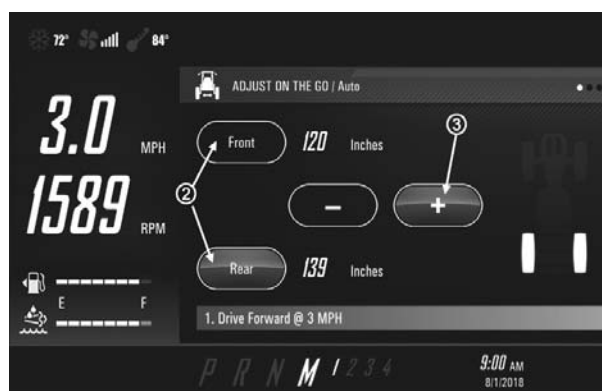 72° 84°
ADJUST ON THE GO / Auto
3.0 MPH
Front 120 Inches
3
2
1589 RPM
- +
Rear 139 Inches
E F
1. Drive Forward @ 3 MPH
P R N M 1 2 3 4
9:00 AM
8/1/2018